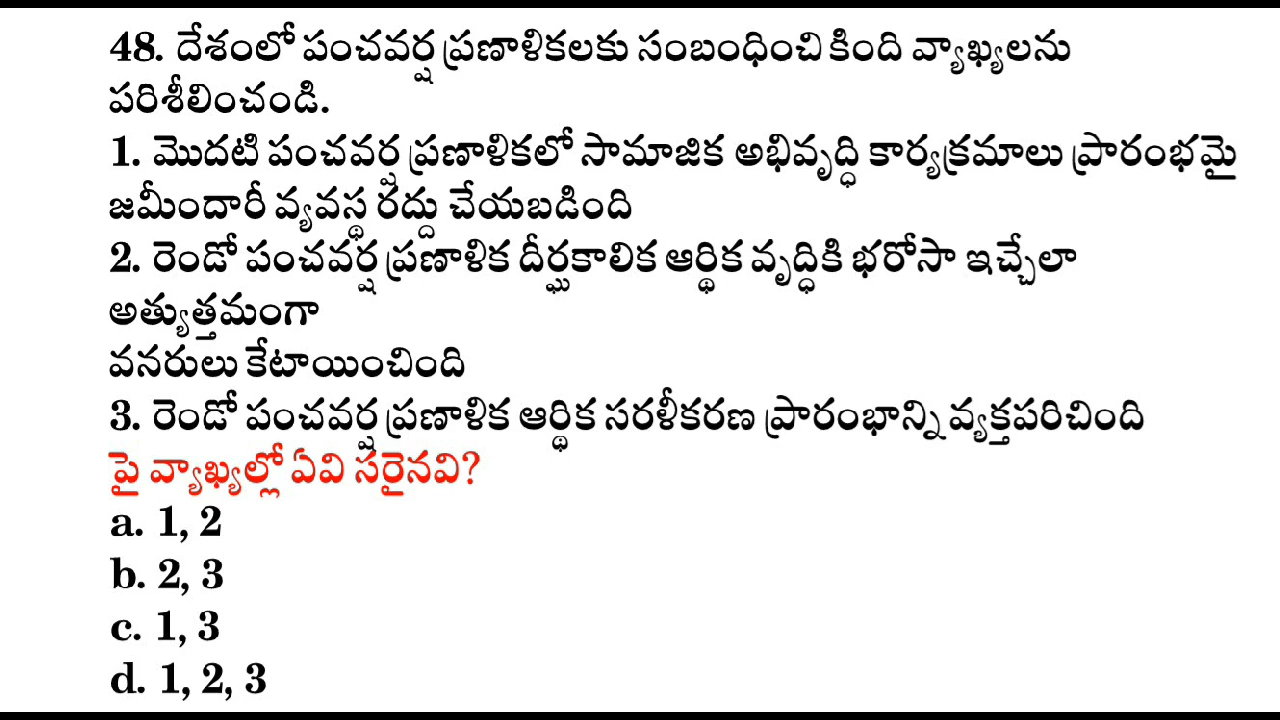 48. దేశంలో పంచవర్ష ప్రణాళికలకు సంబంధించి కింది వ్యాఖ్యలను
పరిశీలించండి.
1. మొదటి పంచవర్ష ప్రణాళికలో సామాజిక అభివృద్ధి కార్యక్రమాలు ప్రారంభమై
జమీందారీ వ్యవస్థ రద్దు చేయబడింది
2. రెండో పంచవర్ష ప్రణాళిక దీర్ఘకాలిక ఆర్థిక వృద్ధికి భరోసా ఇచ్చేలా
అత్యుత్తమంగా
వనరులు కేటాయించింది
3. రెండో పంచవర్ష ప్రణాళిక ఆర్థిక సరళీకరణ ప్రారంభాన్ని వ్యక్తపరిచింది
పై వ్యాఖ్యల్లో ఏవి సరైనవి?
a. 1, 2
b. 2, 3
c. 1, 3
d. 1, 2, 3